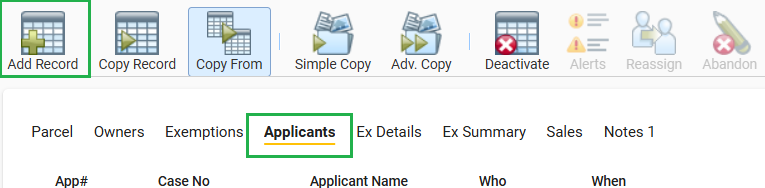 Add Record Copy Record Copy From Simple Copy Adv. Copy Deactivate Alerts Reassign Abandon
Parcel Owners Exemptions Applicants Ex Details Ex Summary Sales Notes 1
App# Case No Applicant Name Who When